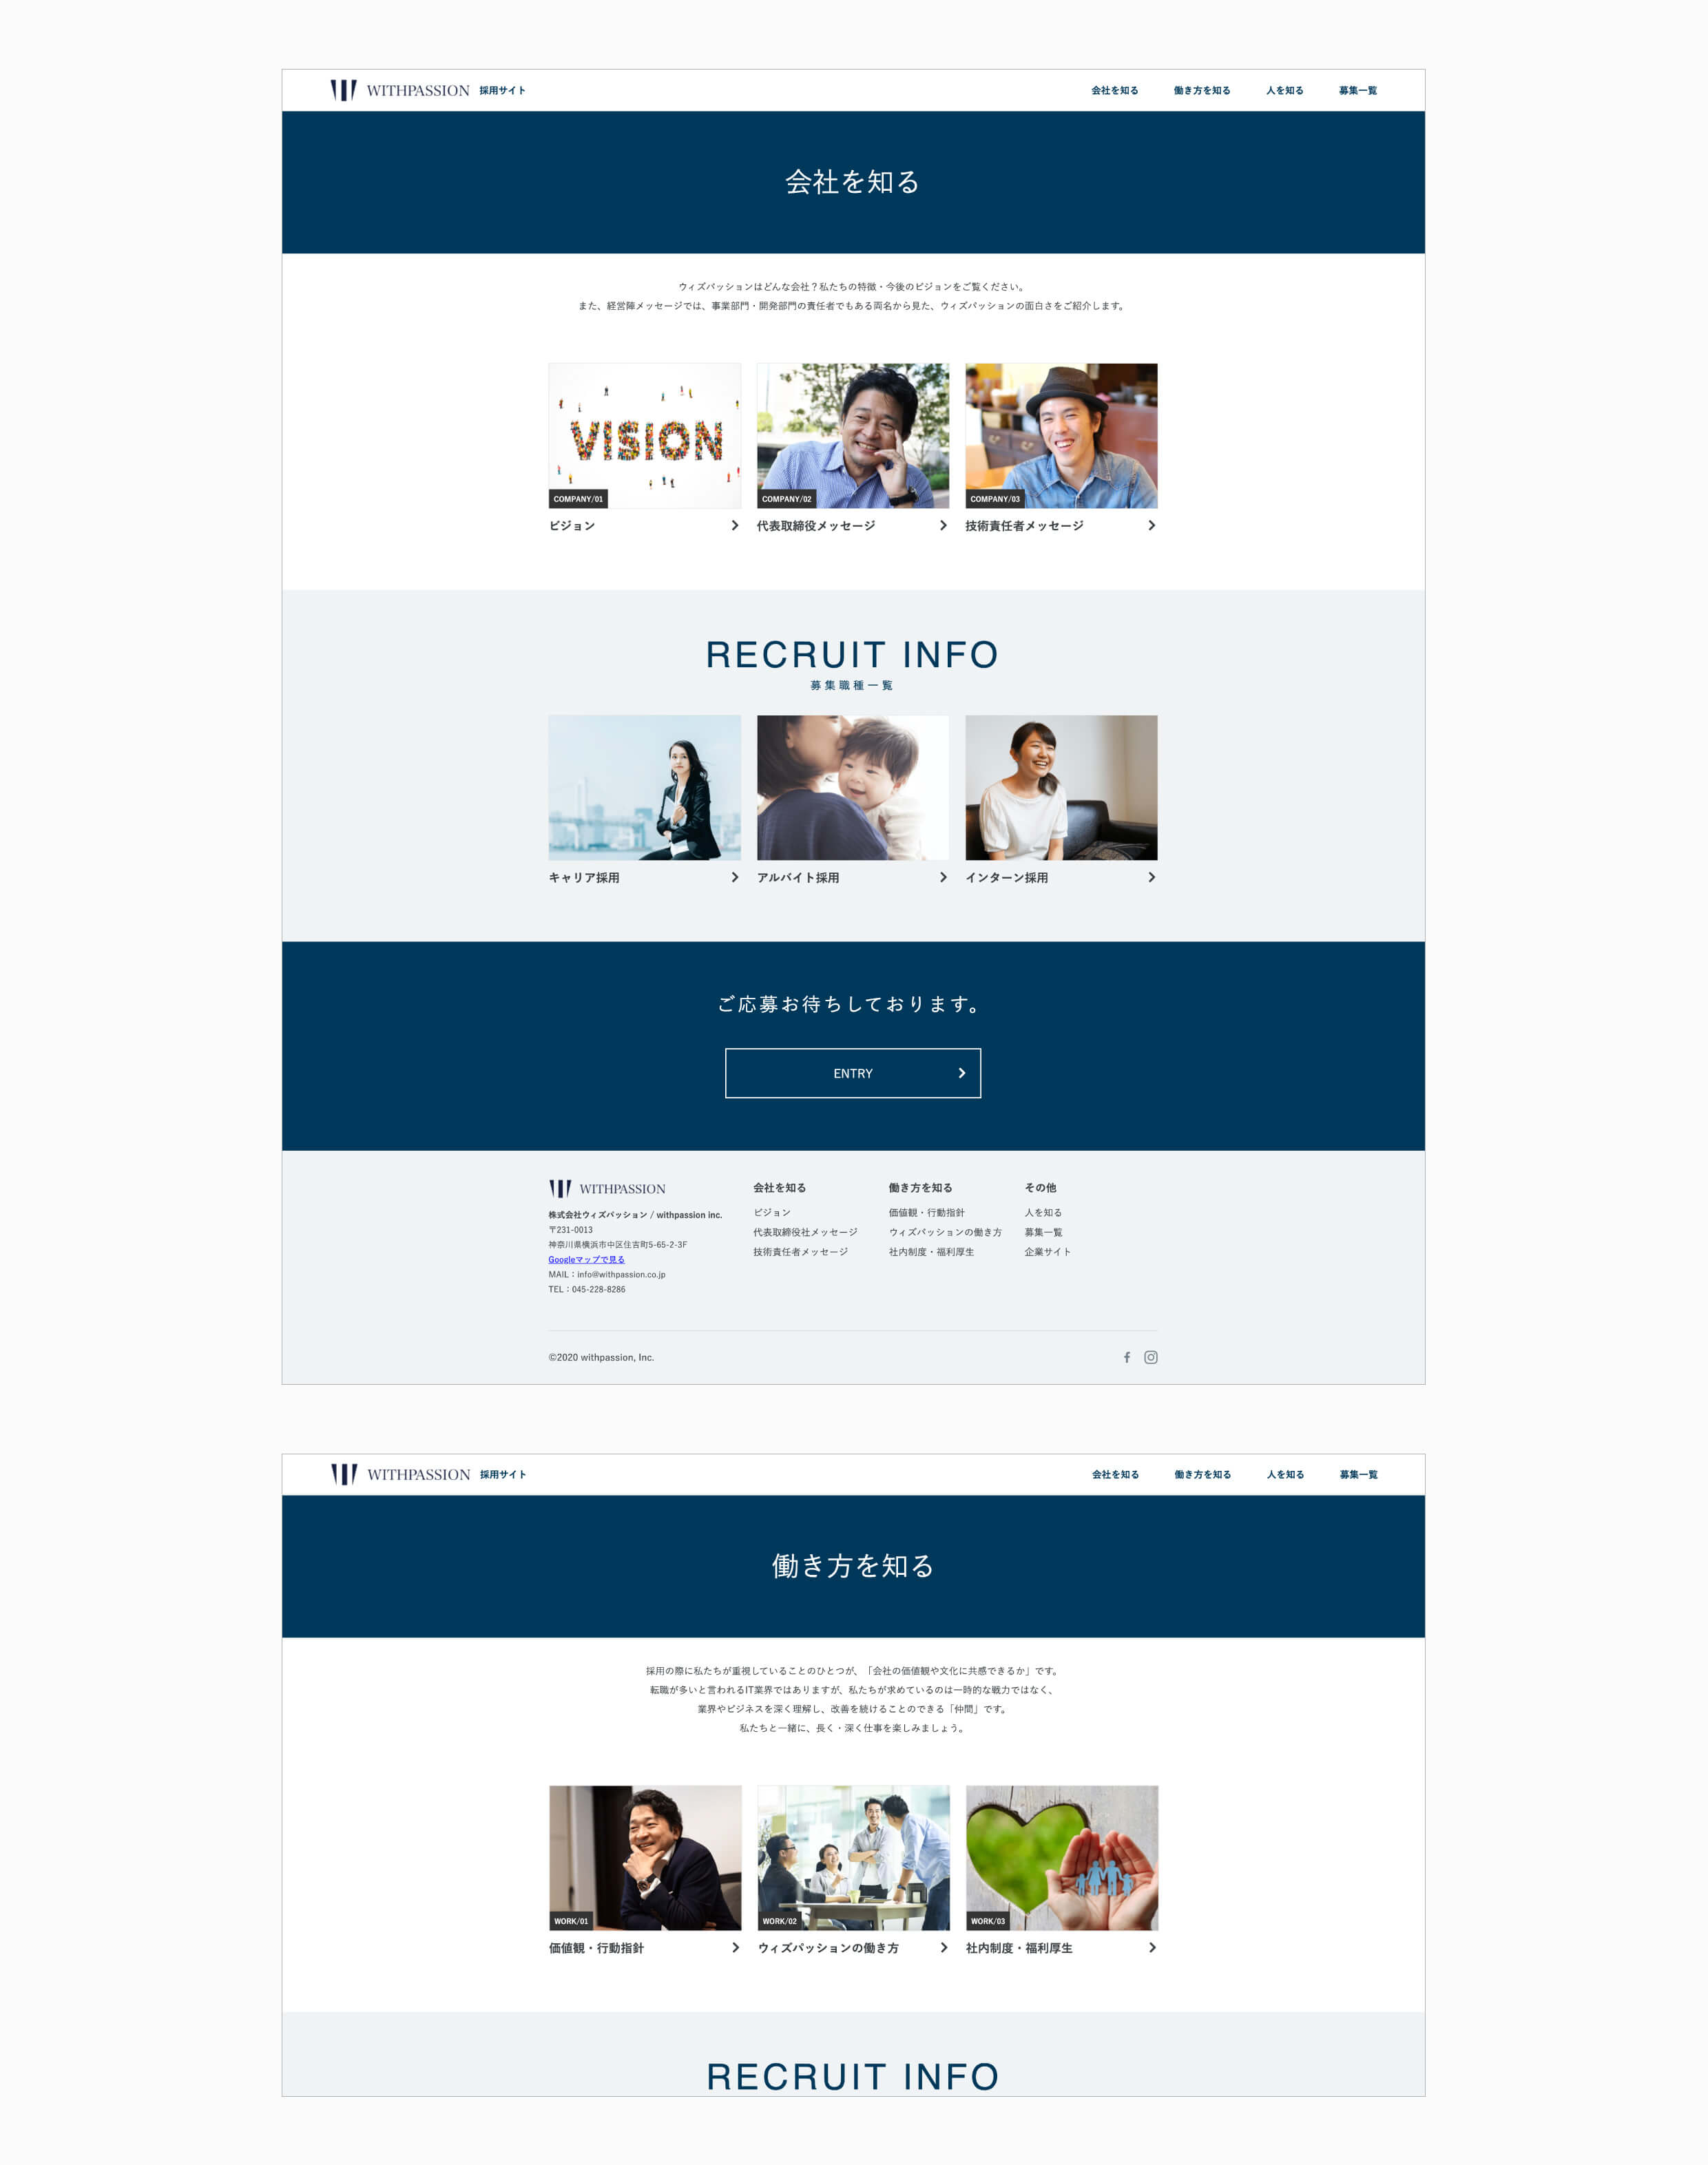 WITHPASSION 採用サイト 会社を知る 働き方を知る 人を知る 募集一覧
会社を知る
ウィズパッションはどんな会社？私たちの特徴・今後のビジョンをご覧ください。
また、経営陣メッセージでは、事業部門・開発部門の責任者でもある両名から見た、ウィズパッションの面白さをご紹介します。
VISION
COMPANY/01 COMPANY/02 COMPANY/03
ビジョン 代表取締役メッセージ 技術責任者メッセージ
RECRUIT INFO
募集職種一覧
キャリア採用 アルバイト採用 インターン採用
ご応募お待ちしております。
ENTRY
WITHPASSION
株式会社ウィズパッション / withpassion inc.
〒231-0013
神奈川県横浜市中区住吉町5-65-2-3F
Googleマップで見る
MAIL：info@withpassion.co.jp
TEL：045-228-8286
会社を知る
ビジョン
代表取締役社メッセージ
技術責任者メッセージ
働き方を知る
価値観・行動指針
ウィズパッションの働き方
社内制度・福利厚生
その他
人を知る
募集一覧
企業サイト
©2020 withpassion, Inc.
WITHPASSION 採用サイト 会社を知る 働き方を知る 人を知る 募集一覧
働き方を知る
採用の際に私たちが重視していることのひとつが、「会社の価値観や文化に共感できるか」です。
転職が多いと言われるIT業界ではありますが、私たちが求めているのは一時的な戦力ではなく、
業界やビジネスを深く理解し、改善を続けることのできる「仲間」です。
私たちと一緒に、長く・深く仕事を楽しみましょう。
WORK/01 WORK/02 WORK/03
価値観・行動指針 ウィズパッションの働き方 社内制度・福利厚生
RECRUIT INFO